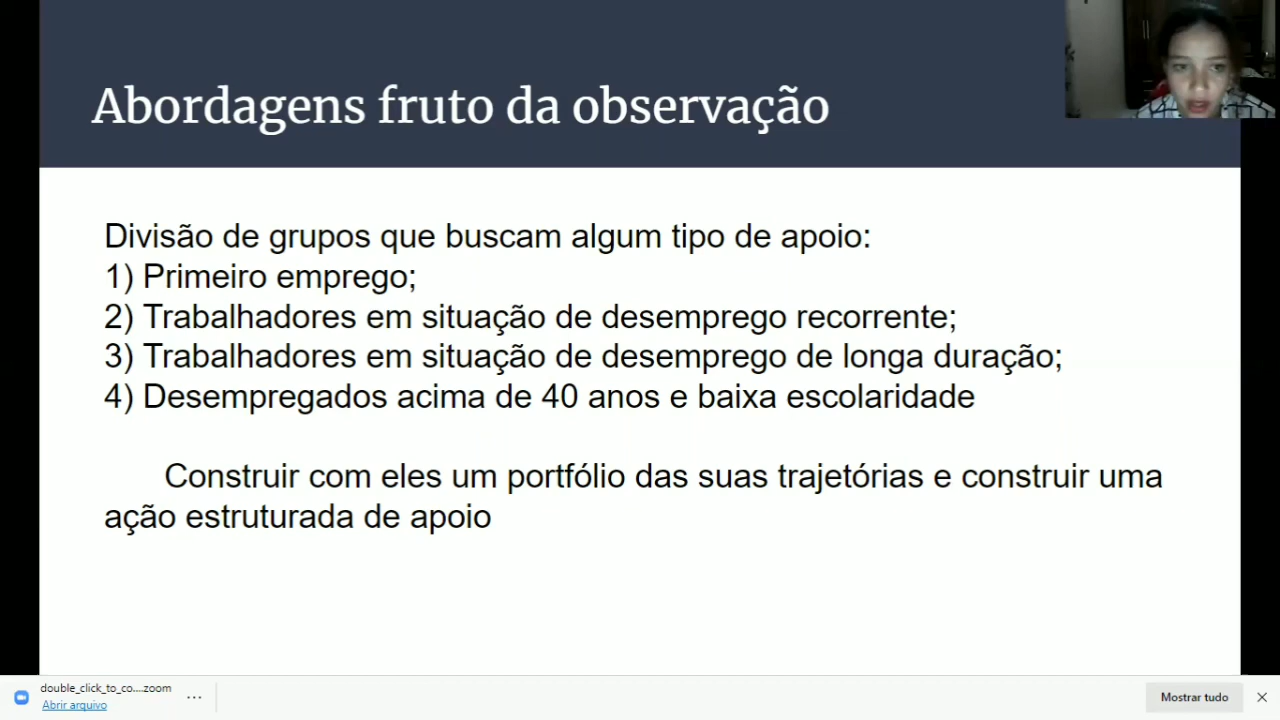 Abordagens fruto da observação
Divisão de grupos que buscam algum tipo de apoio:
1) Primeiro emprego;
2) Trabalhadores em situação de desemprego recorrente;
3) Trabalhadores em situação de desemprego de longa duração;
4) Desempregados acima de 40 anos e baixa escolaridade
Construir com eles um portfólio das suas trajetórias e construir uma
ação estruturada de apoio
double_click_to_co....zoom
Abrir arquivo
Mostrar tudo